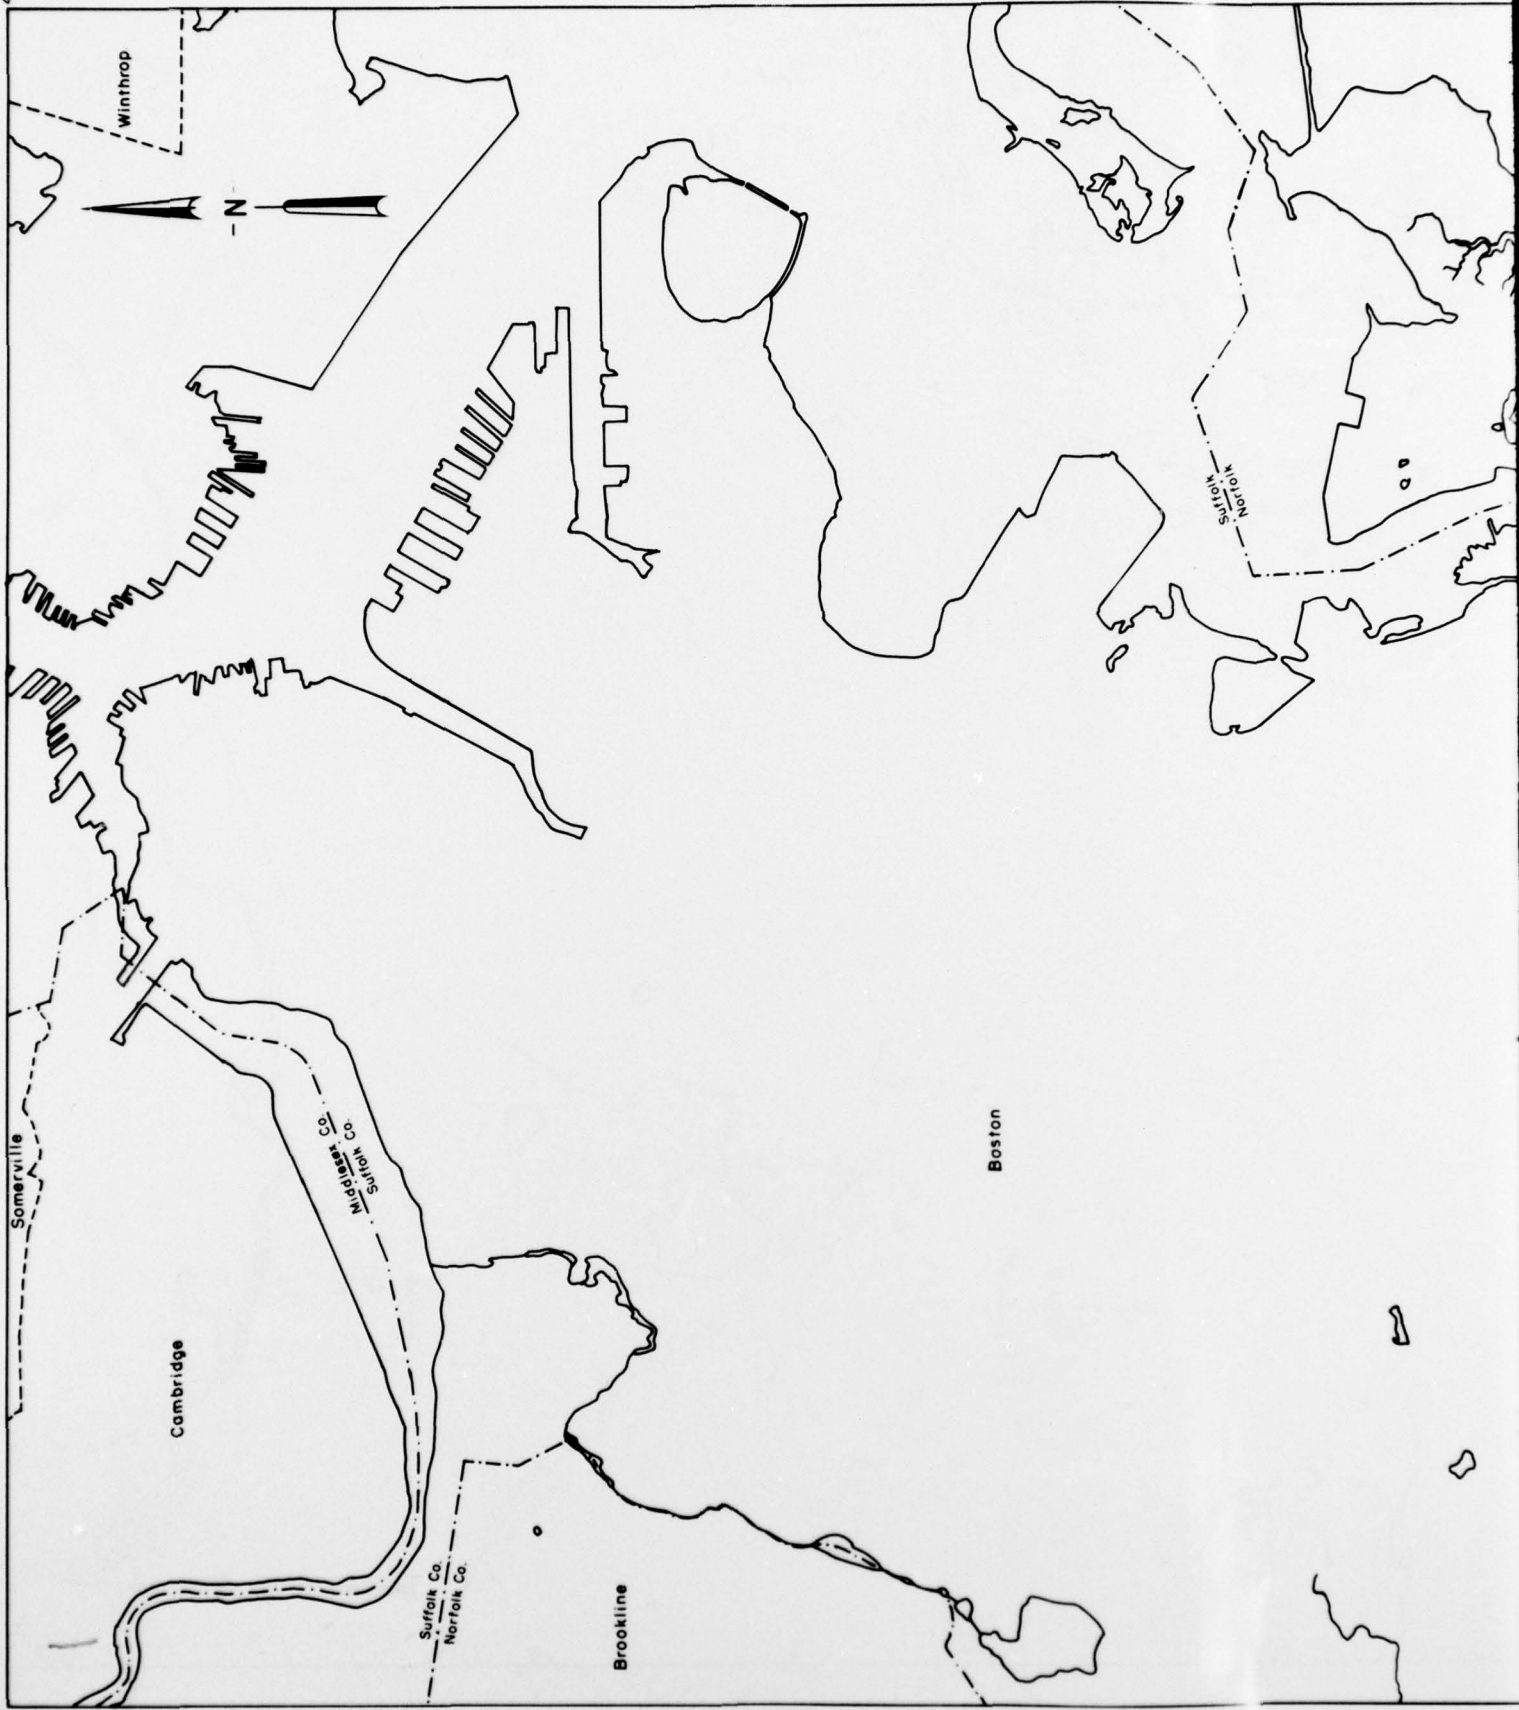 Winthrop
-N-
Somerville
Cambridge
Middlesex Co.
Suffolk Co.
Suffolk Co.
Norfolk Co.
Brookline
Boston
Suffolk
Norfolk